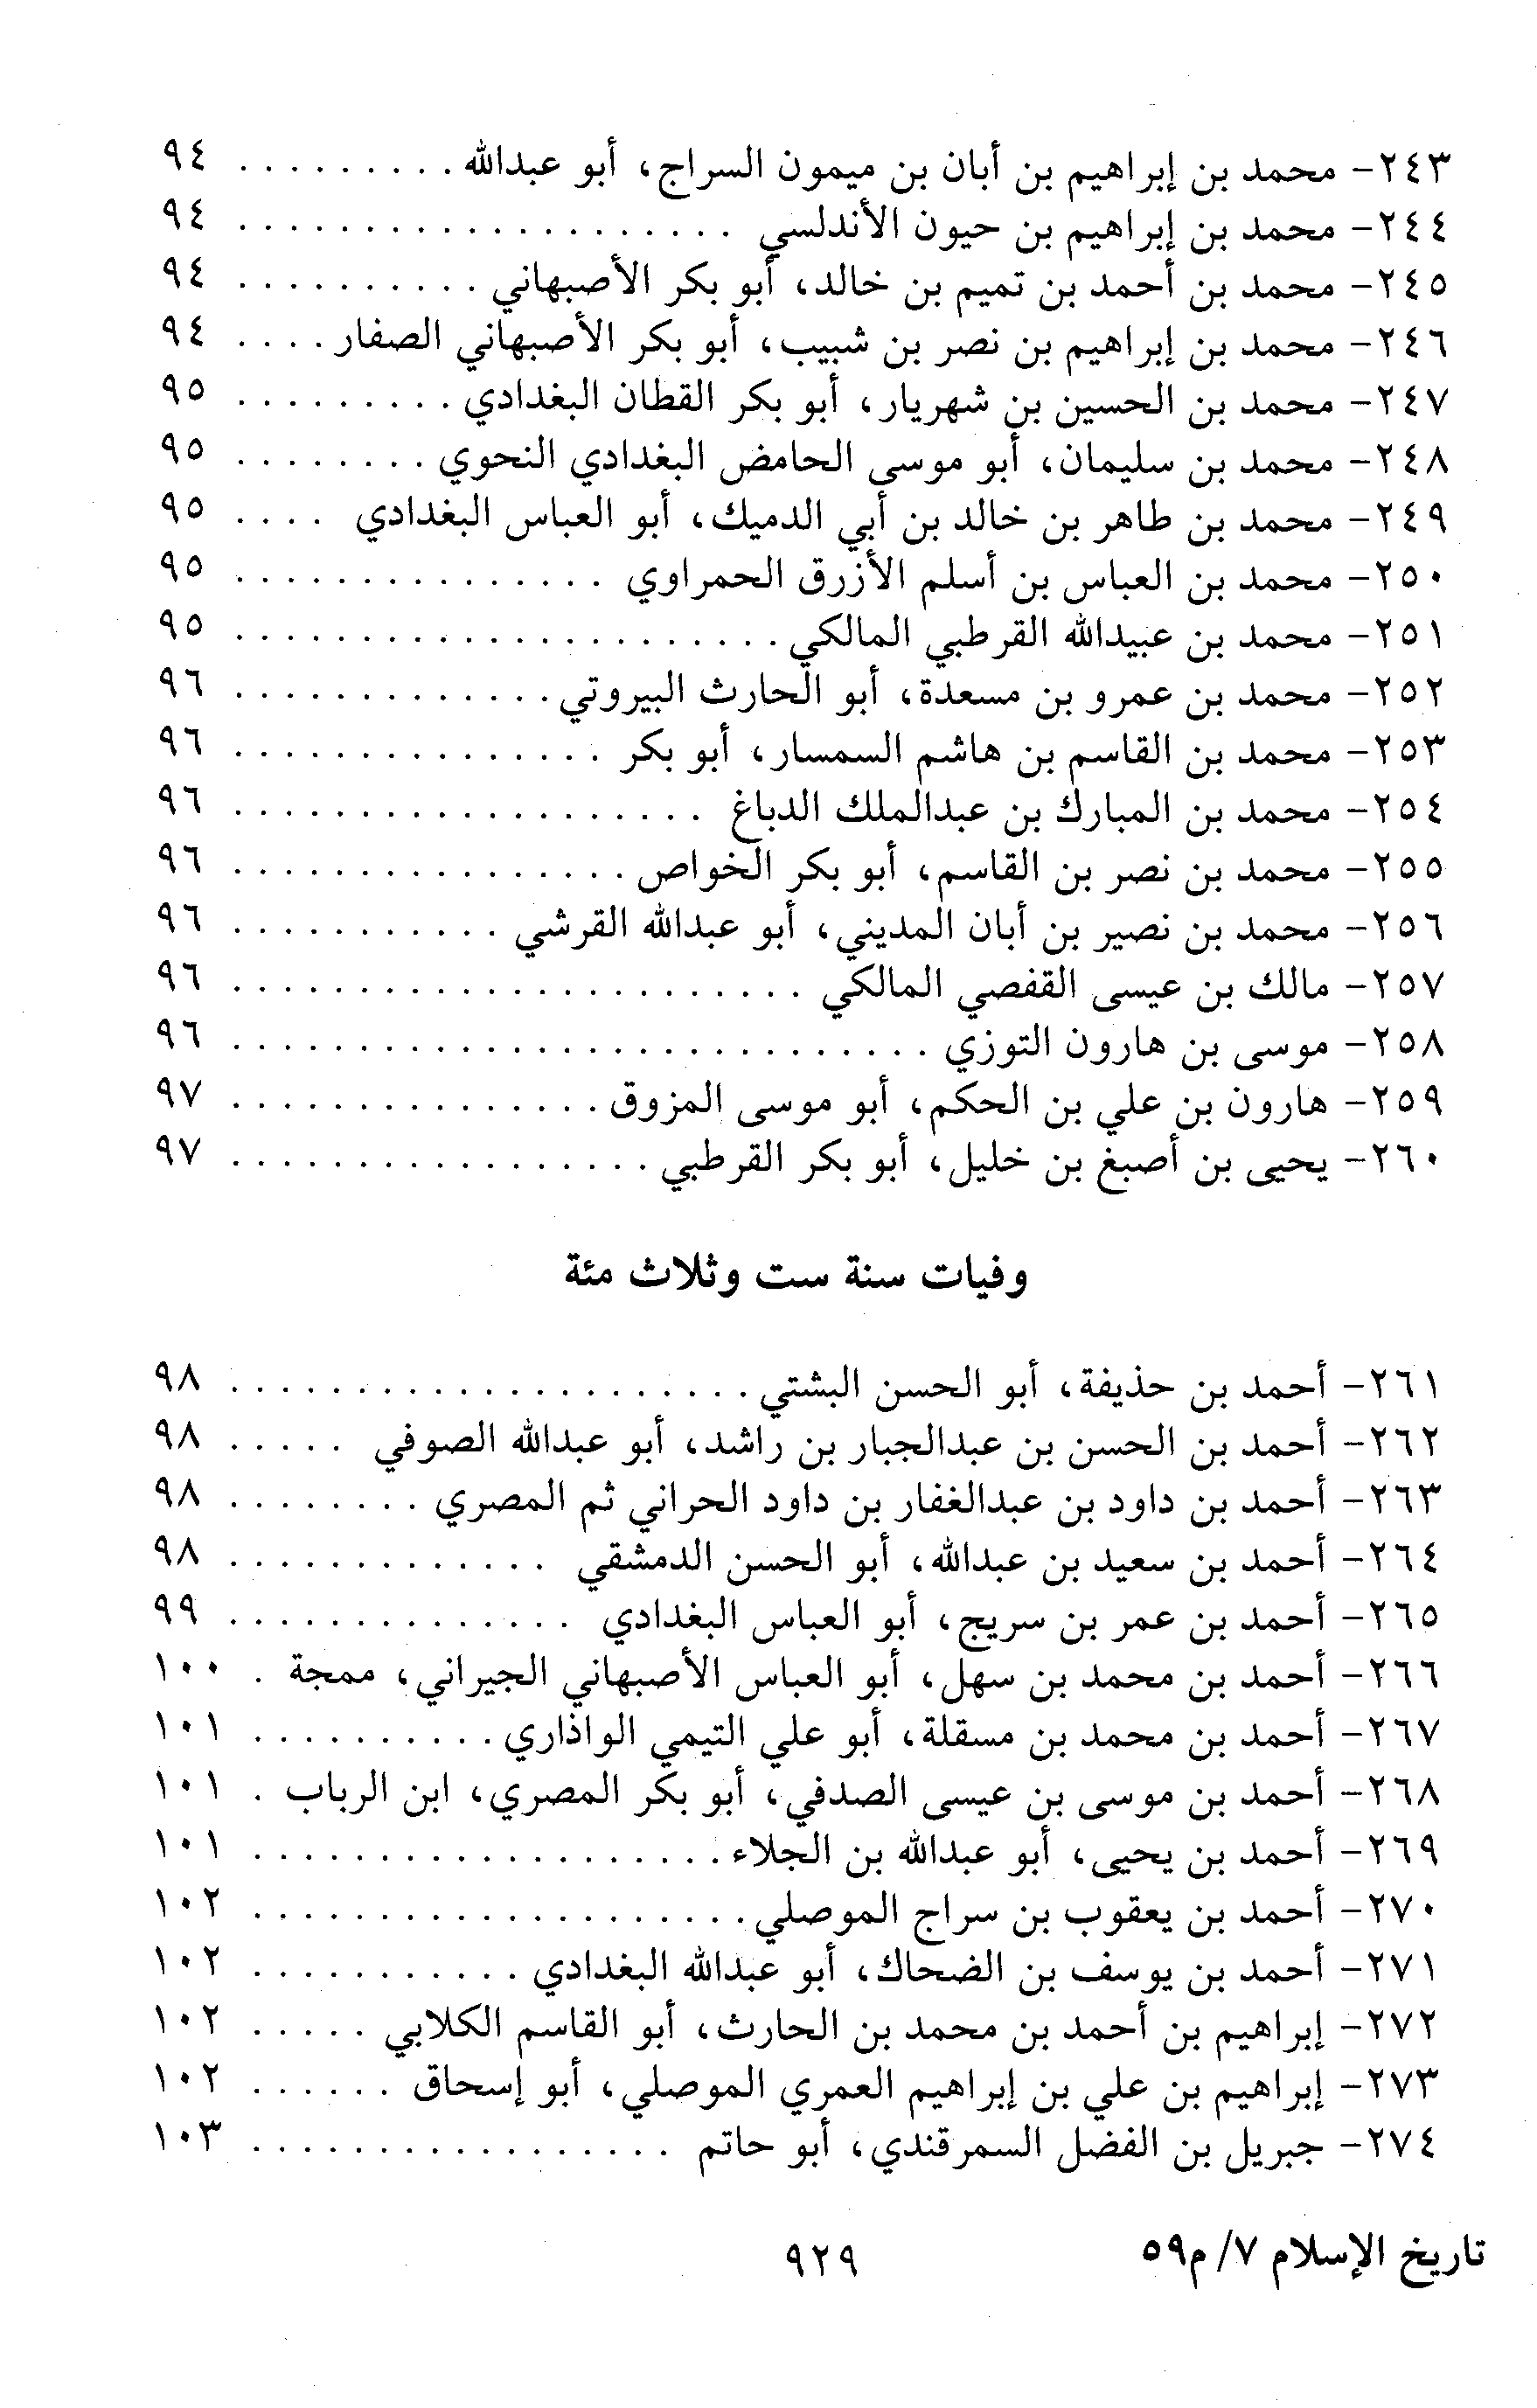 ٢٤٣- محمد بن إبراهيم بن أبان بن ميمون السراج، أبو عبدالله . . . . . . . . . ٩٤
٢٤٤- محمد بن إبراهيم بن حيون الأندلسي . . . . . . . . . . . . . . . . . . . . ٩٤
٢٤٥- محمد بن أحمد بن تميم بن خالد، أبو بكر الأصبهاني . . . . . . . . . . ٩٤
٢٤٦- محمد بن إبراهيم بن نصر بن شبيب، أبو بكر الأصبهاني الصفار . . . . ٩٤
٢٤٧- محمد بن الحسين بن شهريار، أبو بكر القطان البغدادي . . . . . . . . . ٩٥
٢٤٨- محمد بن سليمان، أبو موسى الحامض البغدادي النحوي . . . . . . . . ٩٥
٢٤٩- محمد بن طاهر بن خالد بن أبي الدميك، أبو العباس البغدادي . . . . ٩٥
٢٥٠- محمد بن العباس بن أسلم الأزرق الحمراوي . . . . . . . . . . . . . . . ٩٥
٢٥١- محمد بن عبيدالله القرطبي المالكي . . . . . . . . . . . . . . . . . . . . . . ٩٥
٢٥٢- محمد بن عمرو بن مسعدة، أبو الحارث البيروتي . . . . . . . . . . . . . ٩٦
٢٥٣- محمد بن القاسم بن هاشم السمسار، أبو بكر . . . . . . . . . . . . . . . ٩٦
٢٥٤- محمد بن المبارك بن عبدالملك الدباغ . . . . . . . . . . . . . . . . . . . ٩٦
٢٥٥- محمد بن نصر بن القاسم، أبو بكر الخواص . . . . . . . . . . . . . . . . ٩٦
٢٥٦- محمد بن نصير بن أبان المديني، أبو عبدالله القرشي . . . . . . . . . . . ٩٦
٢٥٧- مالك بن عيسى القفصي المالكي . . . . . . . . . . . . . . . . . . . . . . . ٩٦
٢٥٨- موسى بن هارون التوزي . . . . . . . . . . . . . . . . . . . . . . . . . . . . ٩٦
٢٥٩- هارون بن علي بن الحكم، أبو موسى المزوق . . . . . . . . . . . . . . . ٩٧
٢٦٠- يحيى بن أصبغ بن خليل، أبو بكر القرطبي . . . . . . . . . . . . . . . . . ٩٧
وفيات سنة ست وثلاث مئة
٢٦١- أحمد بن حذيفة، أبو الحسن البشتي . . . . . . . . . . . . . . . . . . . . . ٩٨
٢٦٢- أحمد بن الحسن بن عبدالجبار بن راشد، أبو عبدالله الصوفي . . . . . ٩٨
٢٦٣- أحمد بن داود بن عبدالغفار بن داود الحراني ثم المصري . . . . . . . . ٩٨
٢٦٤- أحمد بن سعيد بن عبدالله، أبو الحسن الدمشقي . . . . . . . . . . . . . ٩٨
٢٦٥- أحمد بن عمر بن سريج، أبو العباس البغدادي . . . . . . . . . . . . . . ٩٩
٢٦٦- أحمد بن محمد بن سهل، أبو العباس الأصبهاني الجيراني، ممجة . ١٠٠
٢٦٧- أحمد بن محمد بن مسقلة، أبو علي التيمي الواذاري . . . . . . . . . . ١٠١
٢٦٨- أحمد بن موسى بن عيسى الصدفي، أبو بكر المصري، ابن الرباب . ١٠١
٢٦٩- أحمد بن يحيى، أبو عبدالله بن الجلاء . . . . . . . . . . . . . . . . . . . ١٠١
٢٧٠- أحمد بن يعقوب بن سراج الموصلي . . . . . . . . . . . . . . . . . . . . ١٠٢
٢٧١- أحمد بن يوسف بن الضحاك، أبو عبدالله البغدادي . . . . . . . . . . . ١٠٢
٢٧٢- إبراهيم بن أحمد بن محمد بن الحارث، أبو القاسم الكلابي . . . . . ١٠٢
٢٧٣- إبراهيم بن علي بن إبراهيم العمري الموصلي، أبو إسحاق . . . . . . ١٠٢
٢٧٤- جبريل بن الفضل السمرقندي، أبو حاتم . . . . . . . . . . . . . . . . . ١٠٣
تاريخ الإسلام ٧/ م٥٩
٩٢٩